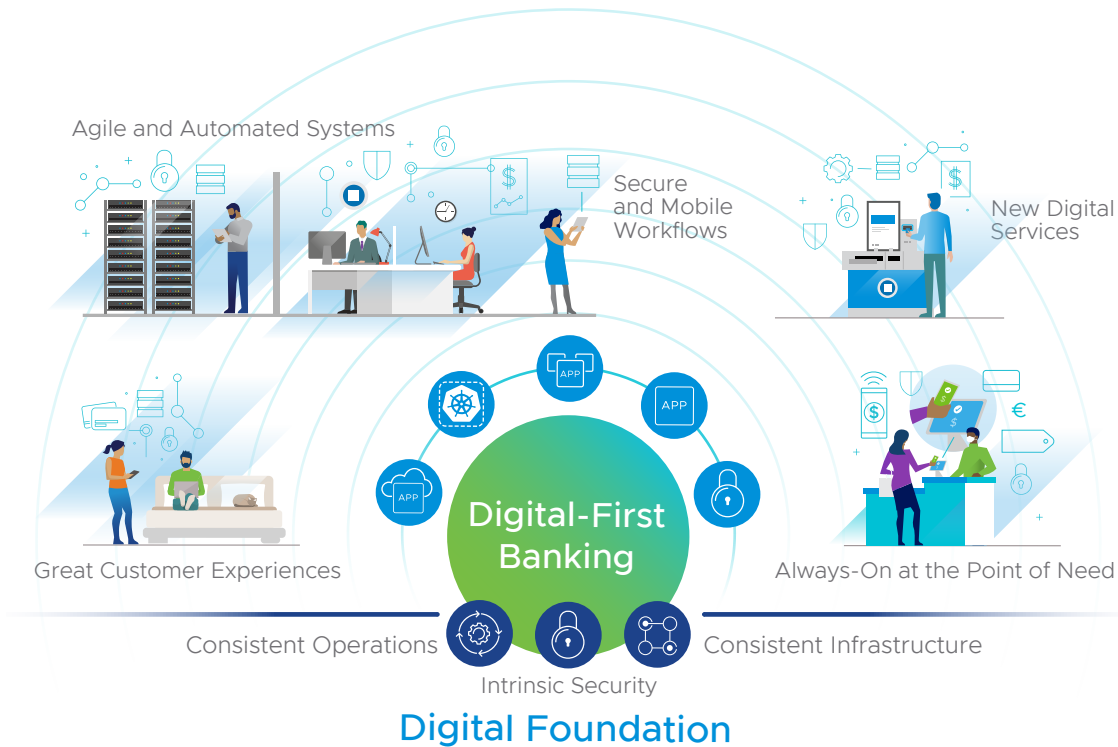 Agile and Automated Systems
$
Secure
and Mobile
Workflows
$
New Digital
Services
APP
APP
APP
$
$
$
€
Digital-First
Banking
Great Customer Experiences
Always-On at the Point of Need
Consistent Operations
Consistent Infrastructure
Intrinsic Security
Digital Foundation